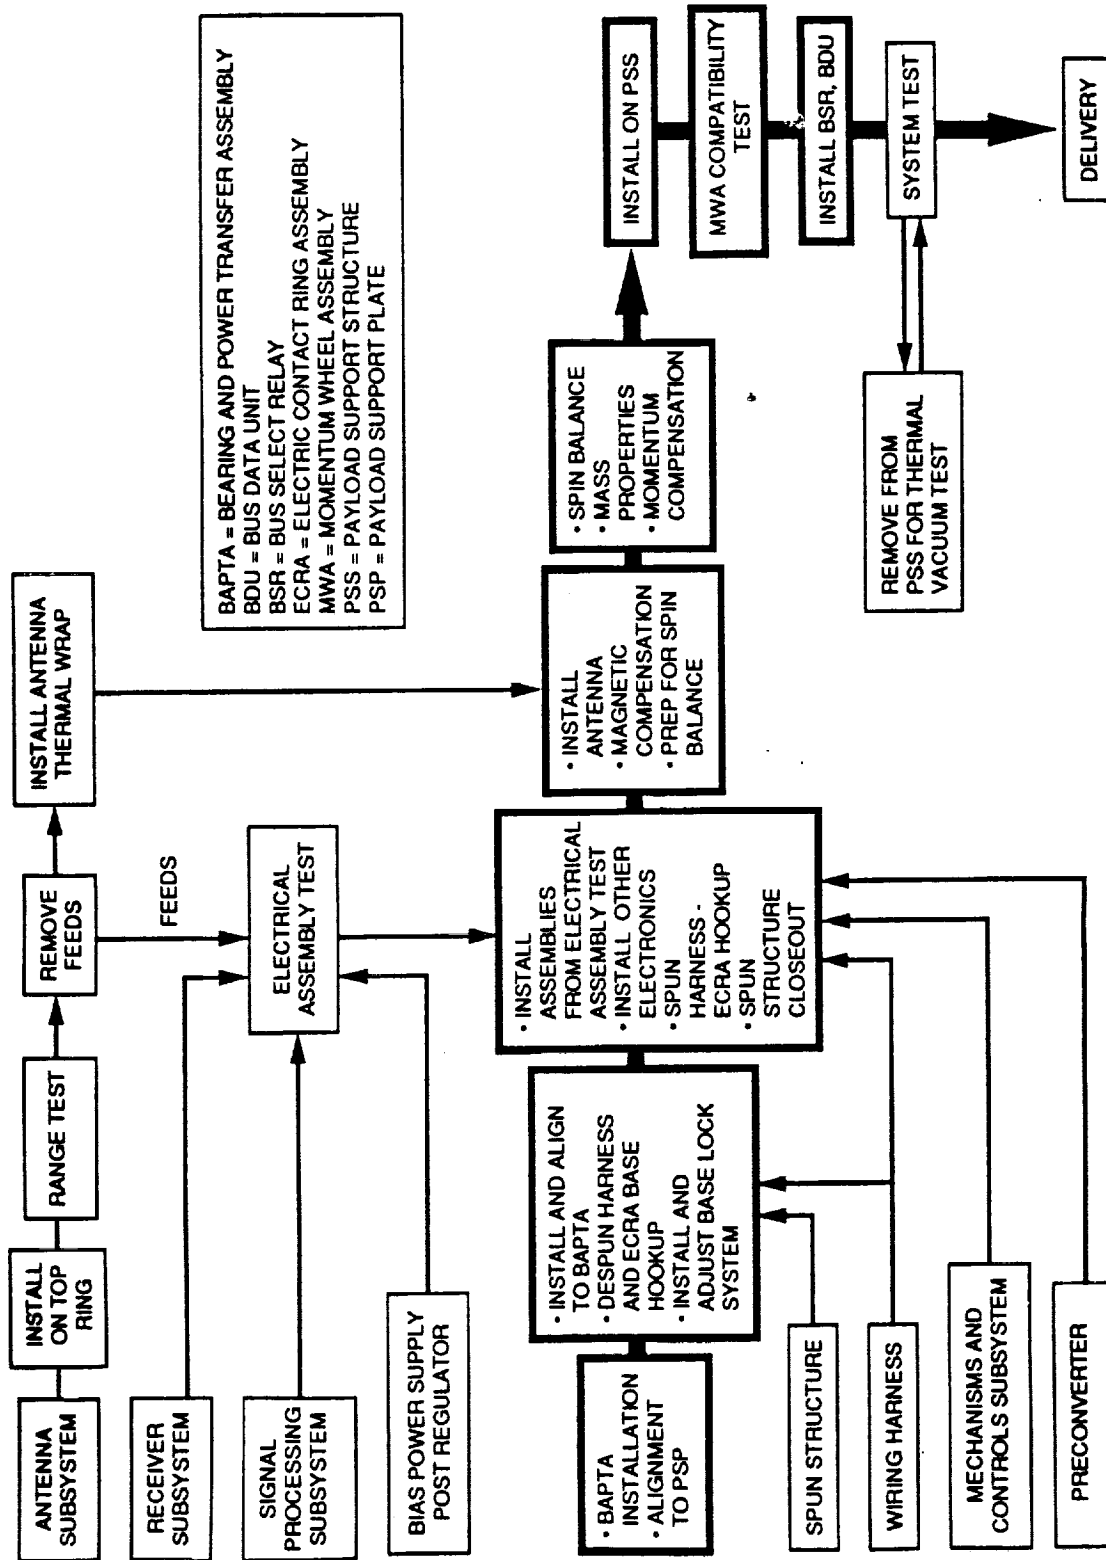 ANTENNA
SUBSYSTEM
INSTALL
ON TOP
RING
RANGE TEST
REMOVE
FEEDS
INSTALL ANTENNA
THERMAL WRAP
FEEDS
RECEIVER
SUBSYSTEM
SIGNAL
PROCESSING
SUBSYSTEM
BIAS POWER SUPPLY
POST REGULATOR
ELECTRICAL
ASSEMBLY TEST
BAPTA = BEARING AND POWER TRANSFER ASSEMBLY
BDU = BUS DATA UNIT
BSR = BUS SELECT RELAY
ECRA = ELECTRIC CONTACT RING ASSEMBLY
MWA = MOMENTUM WHEEL ASSEMBLY
PSS = PAYLOAD SUPPORT STRUCTURE
PSP = PAYLOAD SUPPORT PLATE
• BAPTA
INSTALLATION
• ALIGNMENT
TO PSP
• INSTALL AND ALIGN
TO BAPTA
• DESPUN HARNESS
AND ECRA BASE
HOOKUP
• INSTALL AND
ADJUST BASE LOCK
SYSTEM
• INSTALL
ASSEMBLIES
FROM ELECTRICAL
ASSEMBLY TEST
• INSTALL OTHER
ELECTRONICS
• SPUN
HARNESS -
ECRA HOOKUP
• SPUN
STRUCTURE
CLOSEOUT
• INSTALL
ANTENNA
• MAGNETIC
COMPENSATION
• PREP FOR SPIN
BALANCE
• SPIN BALANCE
• MASS
PROPERTIES
• MOMENTUM
COMPENSATION
INSTALL ON PSS
MWA COMPATIBILITY
TEST
INSTALL BSR, BDU
SYSTEM TEST
REMOVE FROM
PSS FOR THERMAL
VACUUM TEST
DELIVERY
SPUN STRUCTURE
WIRING HARNESS
MECHANISMS AND
CONTROLS SUBSYSTEM
PRECONVERTER